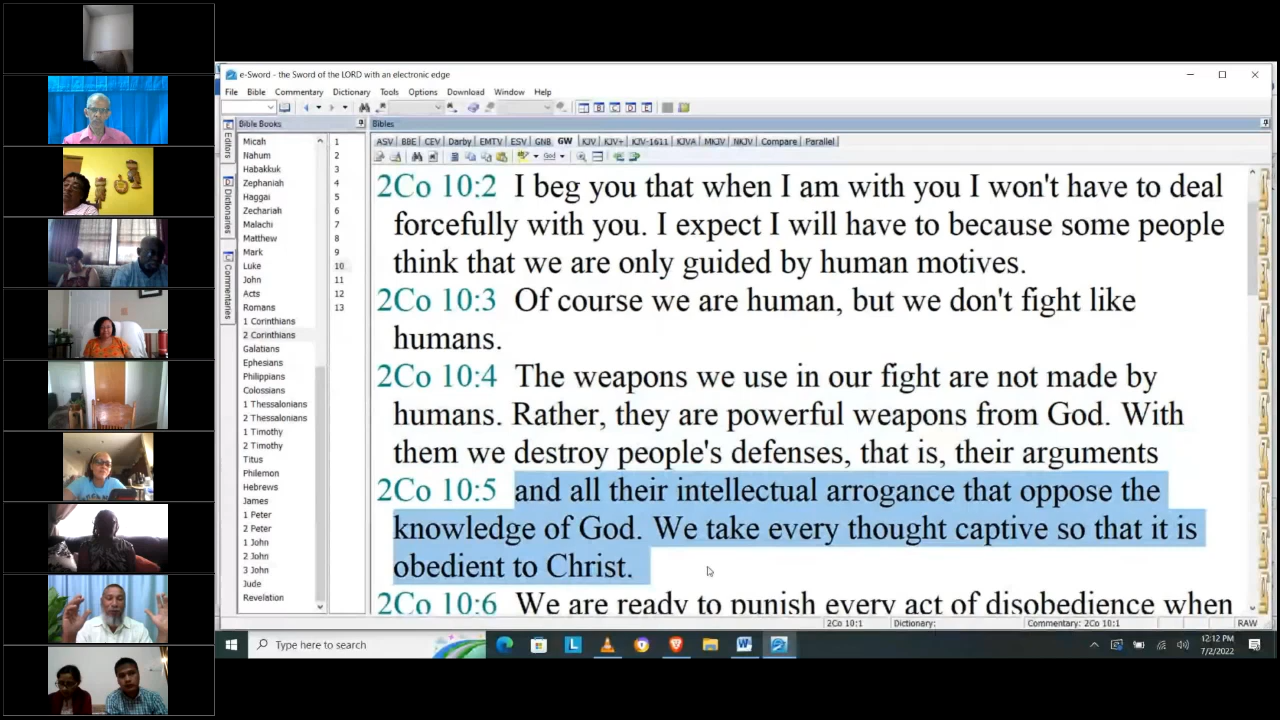 e-Sword - the Sword of the LORD with an electronic edge
File Bible Commentary Dictionary Tools Options Download Window Help
Bible Books
Bibles
Editors
Dictionaries
Commentaries
ASV BBE CEV Darby EMTV ESV GNB GW KJV KJV+ KJV-1611 KJVA MKJV NKJV Compare Parallel
Micah
Nahum
Habakkuk
Zephaniah
Haggai
Zechariah
Malachi
Matthew
Mark
Luke
John
Acts
Romans
1 Corinthians
2 Corinthians
Galatians
Ephesians
Philippians
Colossians
1 Thessalonians
2 Thessalonians
1 Timothy
2 Timothy
Titus
Philemon
Hebrews
James
1 Peter
2 Peter
1 John
2 John
3 John
Jude
Revelation
1
2
3
4
5
6
7
8
9
10
11
12
13
2Co 10:2 I beg you that when I am with you I won't have to deal
forcefully with you. I expect I will have to because some people
think that we are only guided by human motives.
2Co 10:3 Of course we are human, but we don't fight like
humans.
2Co 10:4 The weapons we use in our fight are not made by
humans. Rather, they are powerful weapons from God. With
them we destroy people's defenses, that is, their arguments
2Co 10:5 and all their intellectual arrogance that oppose the
knowledge of God. We take every thought captive so that it is
obedient to Christ.
2Co 10:6 We are ready to punish every act of disobedience when
2Co 10:1 Dictionary: Commentary: 2Co 10:1 RAW
Type here to search
12:12 PM
7/2/2022